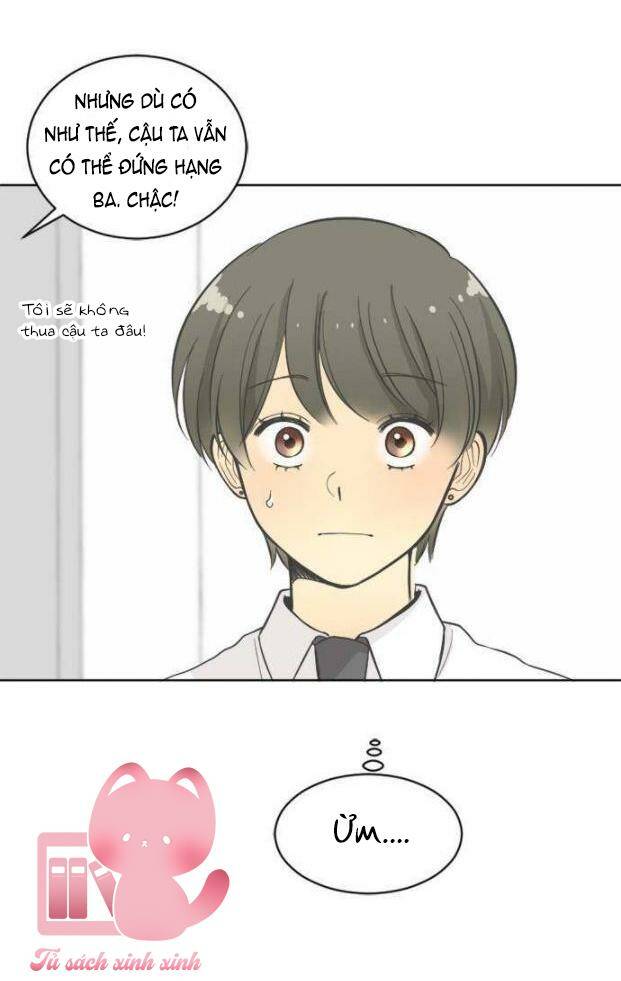 NHƯNG DÙ CÓ
NHƯ THẾ, CẬU TA VẪN
CÓ THỂ ĐỨNG HẠNG
BA. CHẬC!
Tôi sẽ không
thua cậu ta đâu!
ỪM....
Tủ sách xinh xinh